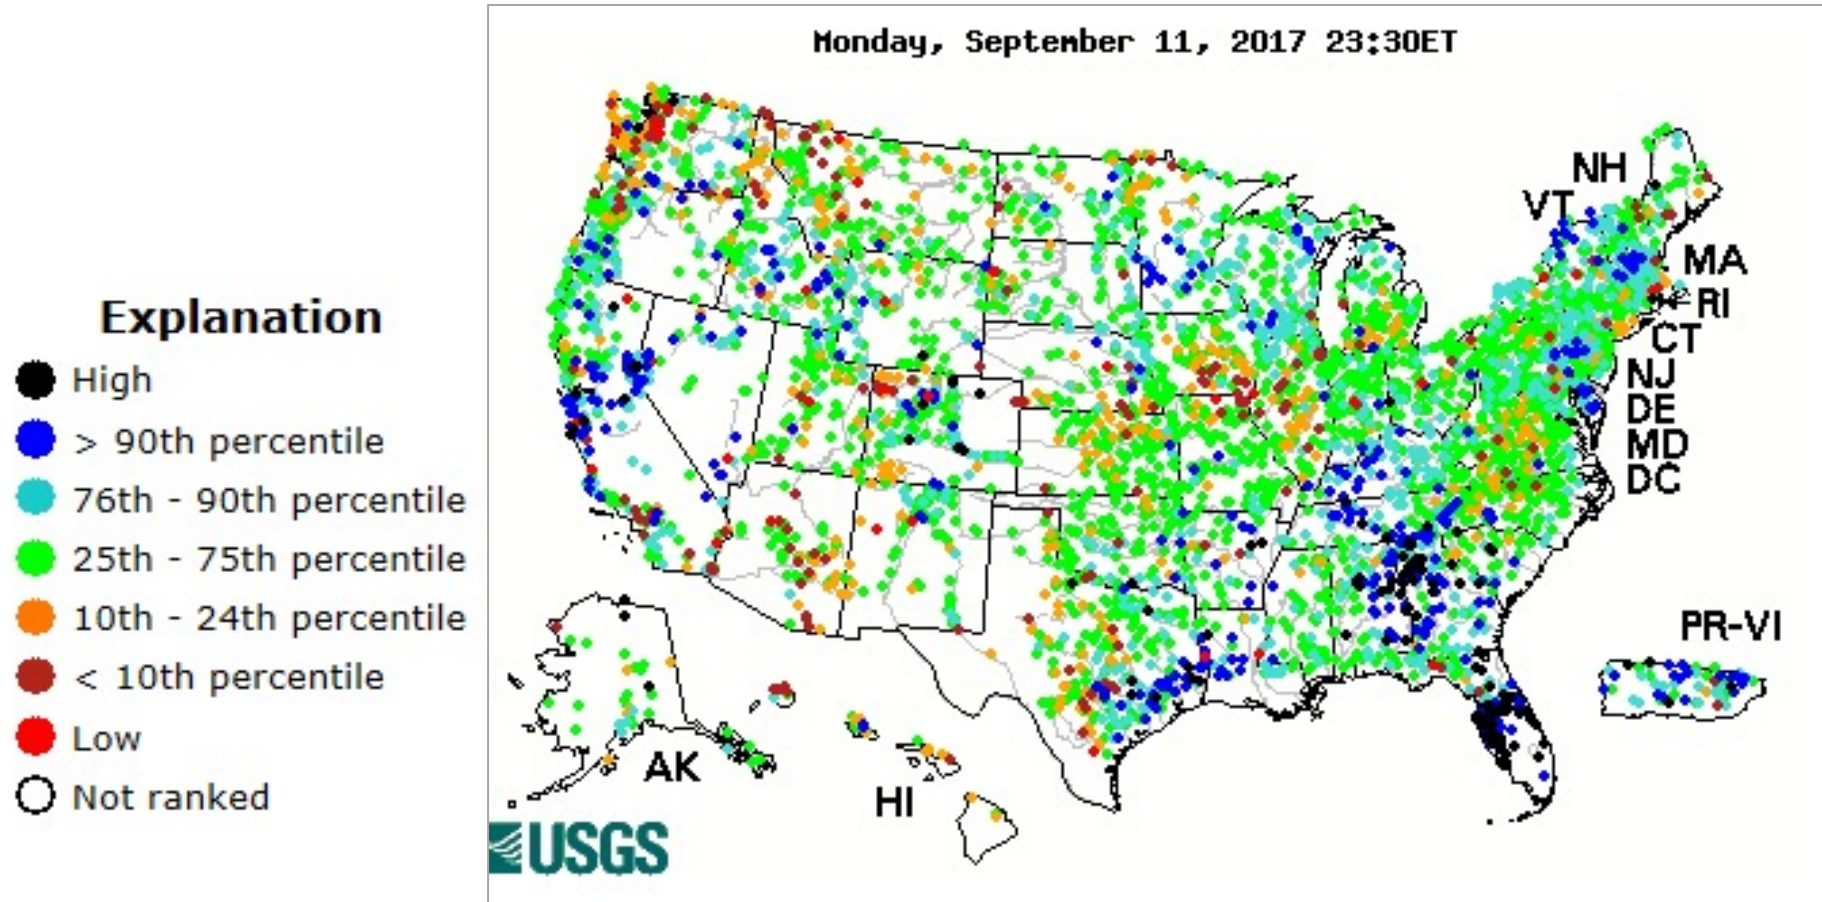 Monday, September 11, 2017 23:30ET
Explanation
High
> 90th percentile
76th - 90th percentile
25th - 75th percentile
10th - 24th percentile
< 10th percentile
Low
Not ranked
NH
VT
MA
RI
CT
NJ
DE
MD
DC
PR-VI
AK
HI
USGS